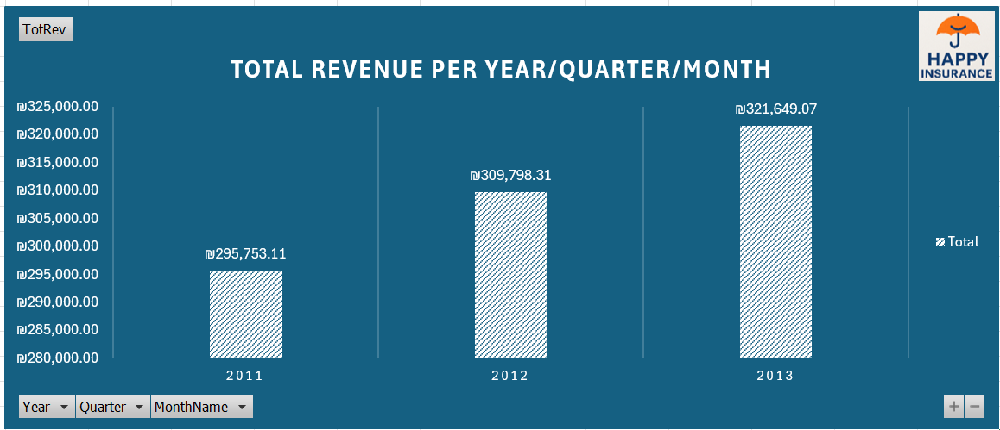 TotRev
HAPPY
INSURANCE
TOTAL REVENUE PER YEAR/QUARTER/MONTH
₪325,000.00
₪320,000.00
₪315,000.00
₪310,000.00
₪305,000.00
₪300,000.00
₪295,000.00
₪290,000.00
₪285,000.00
₪280,000.00
₪295,753.11
₪309,798.31
₪321,649.07
2011
2012
2013
Total
Year
Quarter
MonthName
+ −